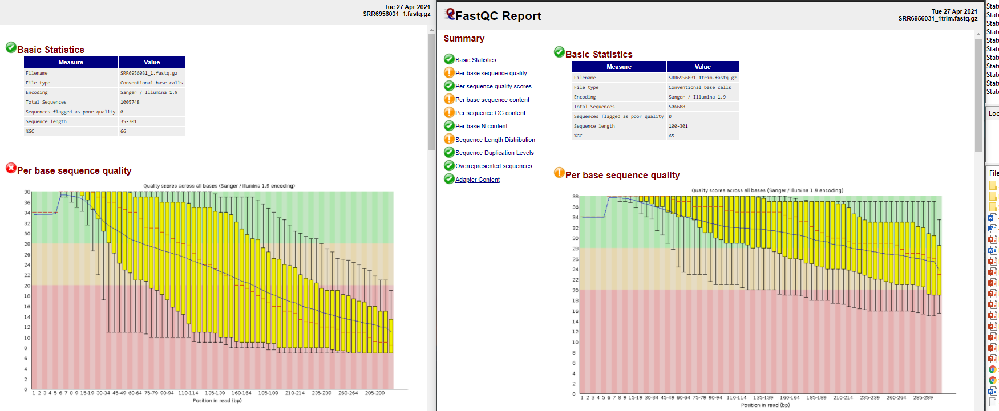 Tue 27 Apr 2021
SRR6956031_1.fastq.gz
Basic Statistics
Measure Value
Filename SRR6956031_1.fastq.gz
File type Conventional base calls
Encoding Sanger / Illumina 1.9
Total Sequences 1005748
Sequences flagged as poor quality 0
Sequence length 35-301
%GC 66
Per base sequence quality
Quality scores across all bases (Sanger / Illumina 1.9 encoding)
38
36
34
32
30
28
26
24
22
20
18
16
14
12
10
8
6
4
2
0
1 2 3 4 5 6 7 8 9 15-19 30-34 45-49 60-64 75-79 90-94 110-114 135-139 160-164 185-189 210-214 235-239 260-264 285-289
Position in read (bp)
FastQC Report
Tue 27 Apr 2021
SRR6956031_1trim.fastq.gz
Summary
Basic Statistics
Per base sequence quality
Per sequence quality scores
Per base sequence content
Per sequence GC content
Per base N content
Sequence Length Distribution
Sequence Duplication Levels
Overrepresented sequences
Adapter Content
Basic Statistics
Measure Value
Filename SRR6956031_1trim.fastq.gz
File type Conventional base calls
Encoding Sanger / Illumina 1.9
Total Sequences 506688
Sequences flagged as poor quality 0
Sequence length 100-301
%GC 65
Per base sequence quality
Quality scores across all bases (Sanger / Illumina 1.9 encoding)
38
36
34
32
30
28
26
24
22
20
18
16
14
12
10
8
6
4
2
0
1 2 3 4 5 6 7 8 9 15-19 30-34 45-49 60-64 75-79 90-94 110-114 135-139 160-164 185-189 210-214 235-239 260-264 285-289
Position in read (bp)
Statu
Statu
Statu
Statu
Statu
Statu
Statu
Statu
Statu
Statu
Statu
Loc
File